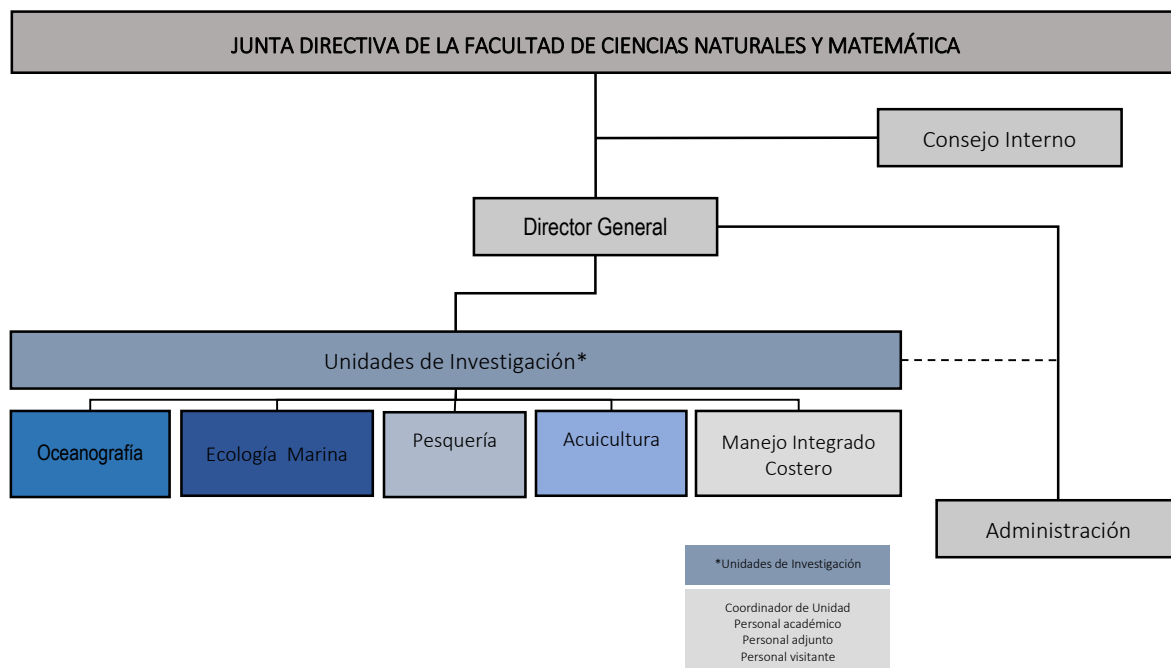 JUNTA DIRECTIVA DE LA FACULTAD DE CIENCIAS NATURALES Y MATEMÁTICA
Consejo Interno
Director General
Unidades de Investigación*
Oceanografía
Ecología Marina
Pesquería
Acuicultura
Manejo Integrado
Costero
Administración
*Unidades de Investigación
Coordinador de Unidad
Personal académico
Personal adjunto
Personal visitante